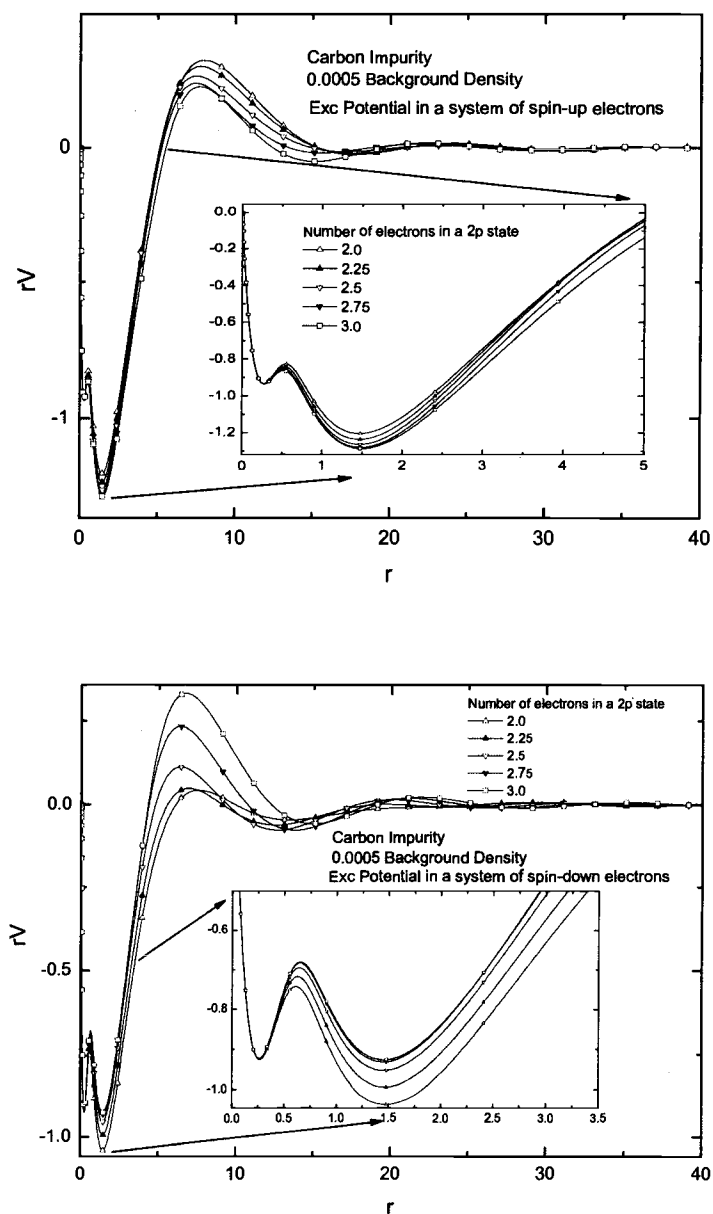 Carbon Impurity
0.0005 Background Density
Exc Potential in a system of spin-up electrons
0
-1
rV
0.0
-0.2
-0.4
-0.6
-0.8
-1.0
-1.2
Number of electrons in a 2p state
2.0
2.25
2.5
2.75
3.0
0 1 2 3 4 5
0 10 20 30 40
r
Number of electrons in a 2p state
2.0
2.25
2.5
2.75
3.0
0.0
-0.5
-1.0
rV
Carbon Impurity
0.0005 Background Density
Exc Potential in a system of spin-down electrons
-0.6
-0.8
-1.0
0.0 0.5 1.0 1.5 2.0 2.5 3.0 3.5
0 10 20 30 40
r